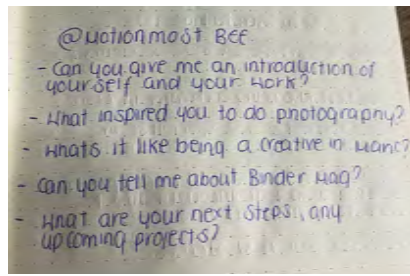 @motionmost BEE.
- Can you give me an introduction of
yourself and your work?
- What inspired you to do photography?
- Whats it like being a creative in Manc?
- Can you tell me about Binder Mag?
- What are your next steps, any
upcoming projects?